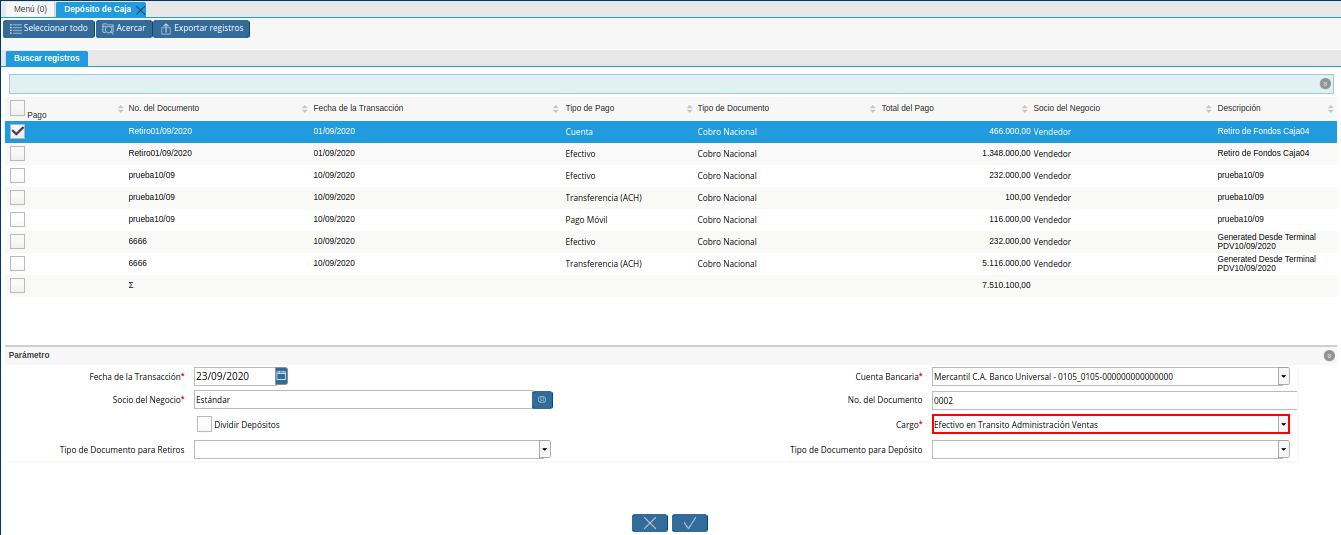 Menú (0) Depósito de Caja
Seleccionar todo Acercar Exportar registros
Buscar registros
Pago No. del Documento Fecha de la Transacción Tipo de Pago Tipo de Documento Total del Pago Socio del Negocio Descripción
Retiro01/09/2020 01/09/2020 Cuenta Cobro Nacional 466.000,00 Vendedor Retiro de Fondos Caja04
Retiro01/09/2020 01/09/2020 Efectivo Cobro Nacional 1.348.000,00 Vendedor Retiro de Fondos Caja04
prueba10/09 10/09/2020 Efectivo Cobro Nacional 232.000,00 Vendedor prueba10/09
prueba10/09 10/09/2020 Transferencia (ACH) Cobro Nacional 100,00 Vendedor prueba10/09
prueba10/09 10/09/2020 Pago Móvil Cobro Nacional 116.000,00 Vendedor prueba10/09
6666 10/09/2020 Efectivo Cobro Nacional 232.000,00 Vendedor Generated Desde Terminal
PDV10/09/2020
6666 10/09/2020 Transferencia (ACH) Cobro Nacional 5.116.000,00 Vendedor Generated Desde Terminal
PDV10/09/2020
Σ 7.510.100,00
Parámetro
Fecha de la Transacción* 23/09/2020 Cuenta Bancaria* Mercantil C.A. Banco Universal - 0105_0105-000000000000000
Socio del Negocio* Estándar No. del Documento 0002
Dividir Depósitos Cargo* Efectivo en Transito Administración Ventas
Tipo de Documento para Retiros Tipo de Documento para Depósito